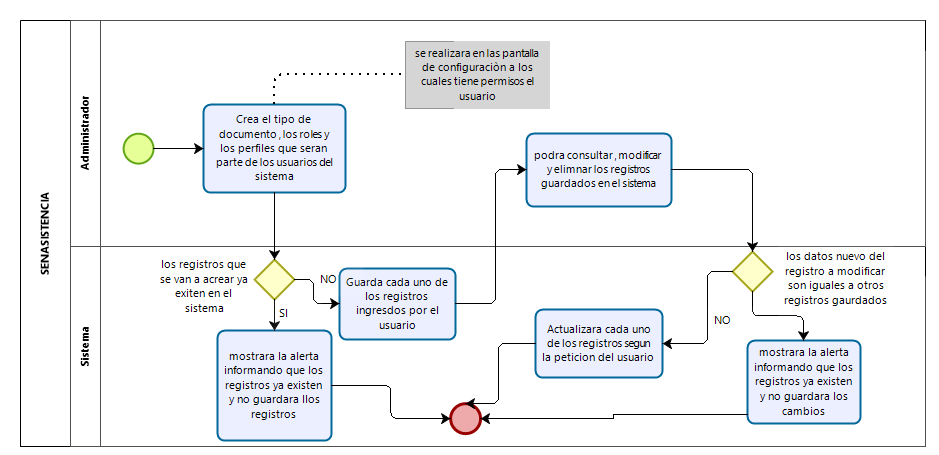 SENASISTENCIA
Administrador
se realizara en las pantalla
de configuración a los
cuales tiene permisos el
usuario
Crea el tipo de
documento, los roles y
los perfiles que seran
parte de los usuarios del
sistema
podra consultar, modificar
y elimnar los registros
guardados en el sistema
Sistema
los registros que
se van a acrear ya
exiten en el
sistema
NO
SI
Guarda cada uno de
los registros
ingresdos por el
usuario
los datos nuevo del
registro a modificar
son iguales a otros
registros gaurdados
NO
Actualizara cada uno
de los registros segun
la peticion del usuario
mostrara la alerta
informando que los
registros ya existen
y no guardara llos
registros
mostrara la alerta
informando que los
registros ya existen
y no guardara los
cambios